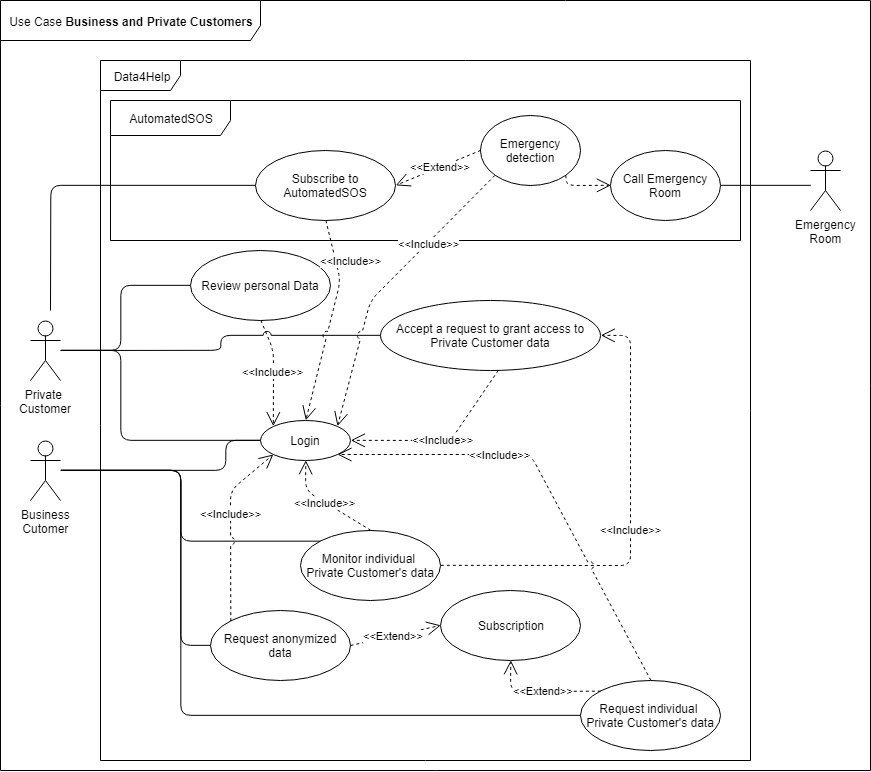 Use Case Business and Private Customers
Data4Help
AutomatedSOS
Emergency
detection
<<Extend>>
Subscribe to
AutomatedSOS
Call Emergency
Room
Emergency
Room
<<Include>>
<<Include>>
Review personal Data
Accept a request to grant access to
Private Customer data
<<Include>>
Private
Customer
Login
<<Include>>
<<Include>>
Business
Cutomer
<<Include>>
<<Include>>
<<Include>>
Monitor individual
Private Customer's data
Subscription
Request anonymized
data
<<Extend>>
<<Extend>>
Request individual
Private Customer's data